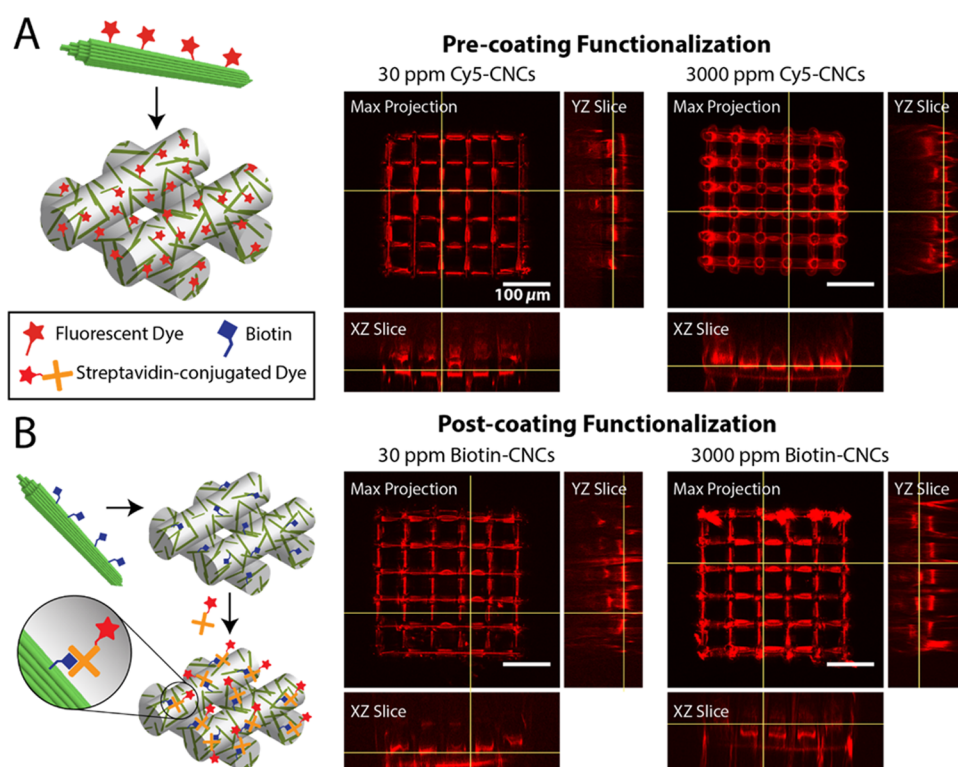 A
Pre-coating Functionalization
30 ppm Cy5-CNCs
3000 ppm Cy5-CNCs
Max Projection
YZ Slice
Max Projection
YZ Slice
100 µm
XZ Slice
XZ Slice
Fluorescent Dye
Biotin
Streptavidin-conjugated Dye
B
Post-coating Functionalization
30 ppm Biotin-CNCs
3000 ppm Biotin-CNCs
Max Projection
YZ Slice
Max Projection
YZ Slice
XZ Slice
XZ Slice